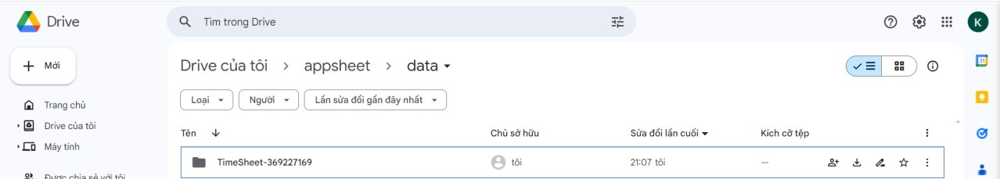 Drive
Tìm trong Drive
K
Mới
Drive của tôi > appsheet > data
31
Loại
Người
Lần sửa đổi gần đây nhất
Trang chủ
Drive của tôi
Máy tính
Được chia sẻ với tôi
Tên
Chủ sở hữu
Sửa đổi lần cuối
Kích cỡ tệp
TimeSheet-369227169
tôi
21:07 tôi
—